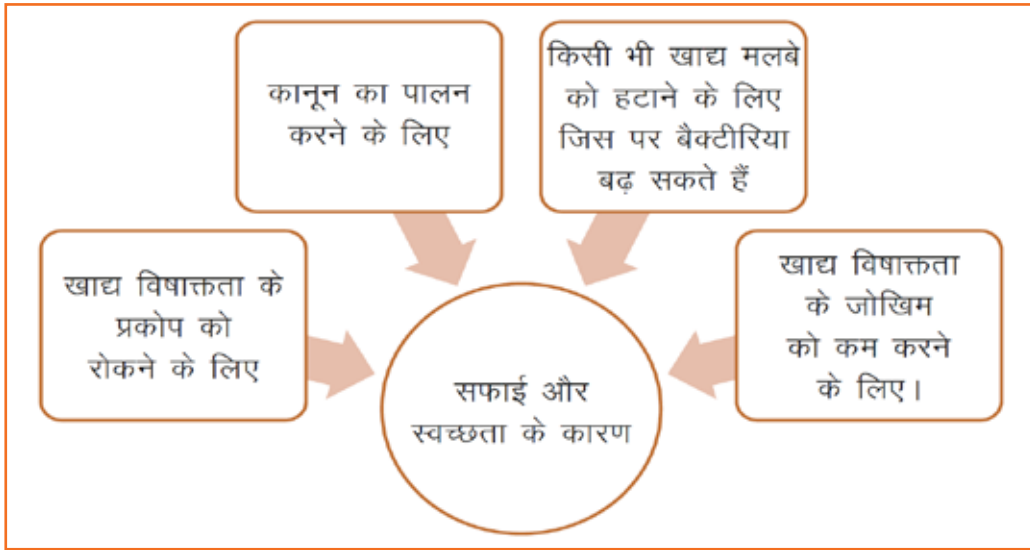 कानून का पालन
करने के लिए
किसी भी खाद्य मलबे
को हटाने के लिए
जिस पर बैक्टीरिया
बढ़ सकते हैं
खाद्य विषाक्तता के
प्रकोप को
रोकने के लिए
खाद्य विषाक्तता
के जोखिम
को कम करने
के लिए।
सफाई और
स्वच्छता के कारण